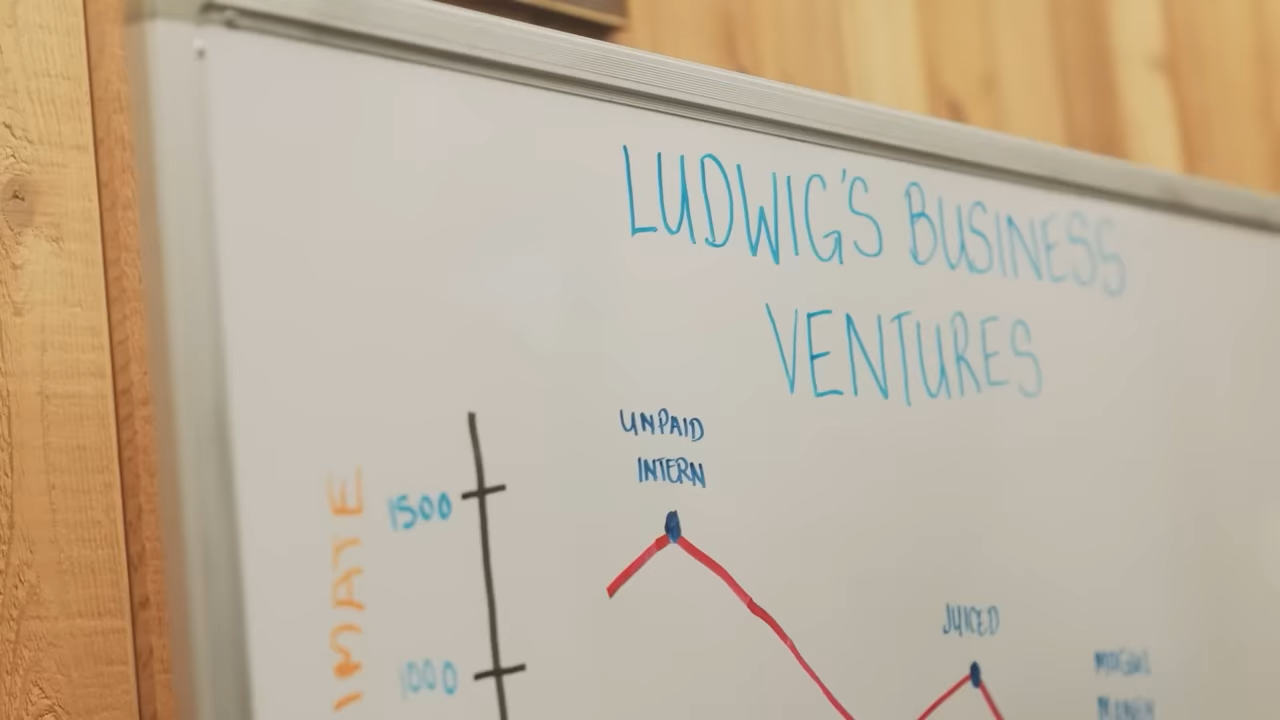 LUDWIG'S BUSINESS
VENTURES
UNPAID
INTERN
1500
JUICED
1000